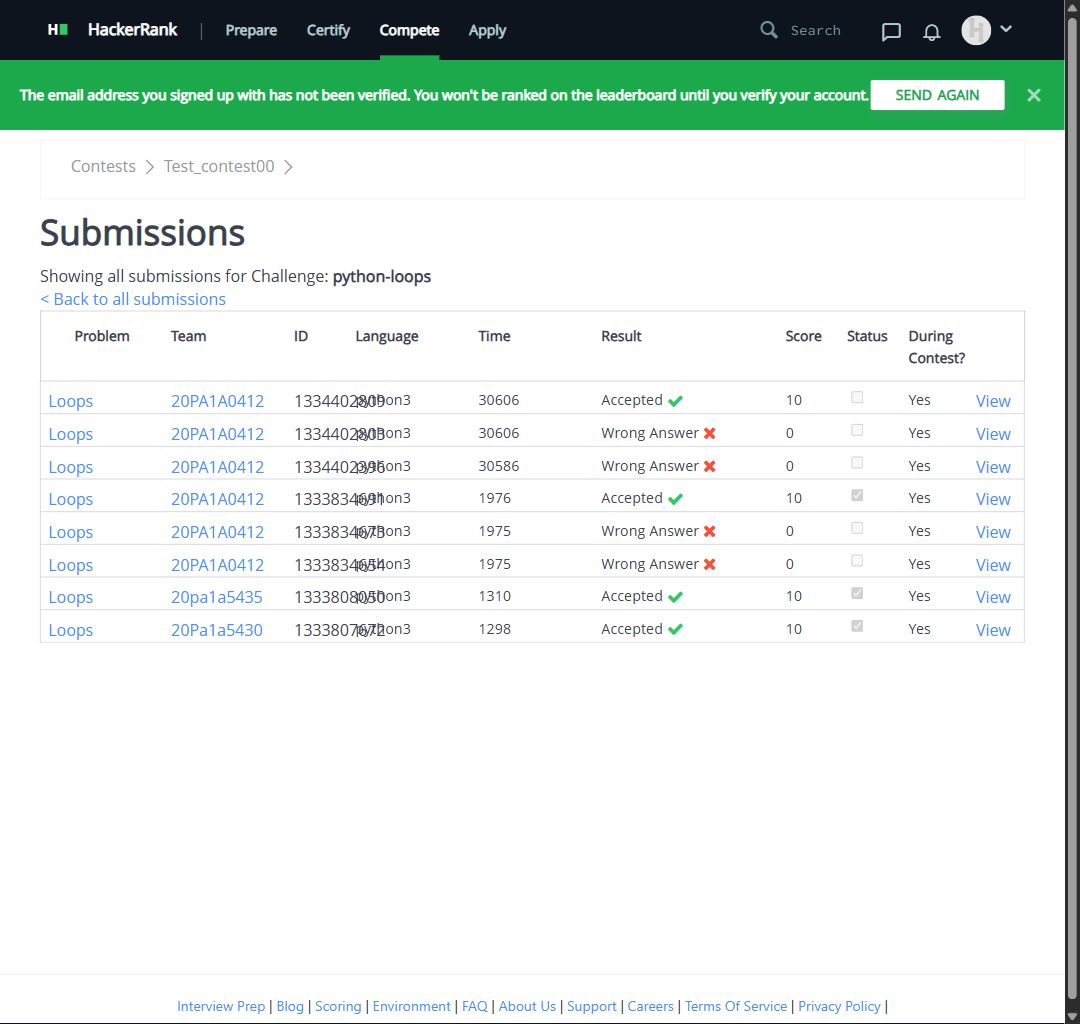 H HackerRank | Prepare Certify Compete Apply Search
The email address you signed up with has not been verified. You won't be ranked on the leaderboard until you verify your account. SEND AGAIN ×
Contests > Test_contest00 >
Submissions
Showing all submissions for Challenge: python-loops
< Back to all submissions
Problem Team ID Language Time Result Score Status During Contest?
Loops 20PA1A0412 1334402809 python3 30606 Accepted 10 Yes View
Loops 20PA1A0412 1334402803 python3 30606 Wrong Answer 0 Yes View
Loops 20PA1A0412 1334402396 python3 30586 Wrong Answer 0 Yes View
Loops 20PA1A0412 1333834691 python3 1976 Accepted 10 Yes View
Loops 20PA1A0412 1333834673 python3 1975 Wrong Answer 0 Yes View
Loops 20PA1A0412 1333834654 python3 1975 Wrong Answer 0 Yes View
Loops 20pa1a5435 1333808050 python3 1310 Accepted 10 Yes View
Loops 20Pa1a5430 1333807672 python3 1298 Accepted 10 Yes View
Interview Prep | Blog | Scoring | Environment | FAQ | About Us | Support | Careers | Terms Of Service | Privacy Policy |